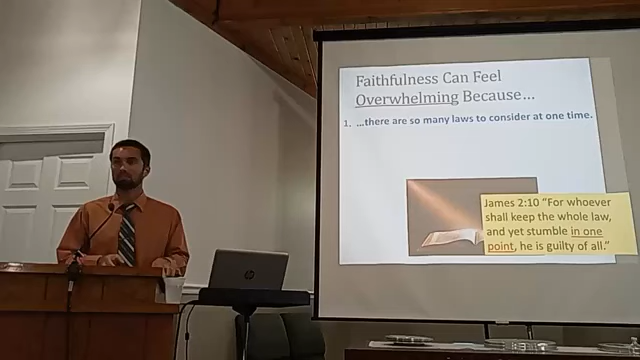 Faithfulness Can Feel
Overwhelming Because…
1. …there are so many laws to consider at one time.
James 2:10 "For whoever
shall keep the whole law,
and yet stumble in one
point, he is guilty of all."
hp